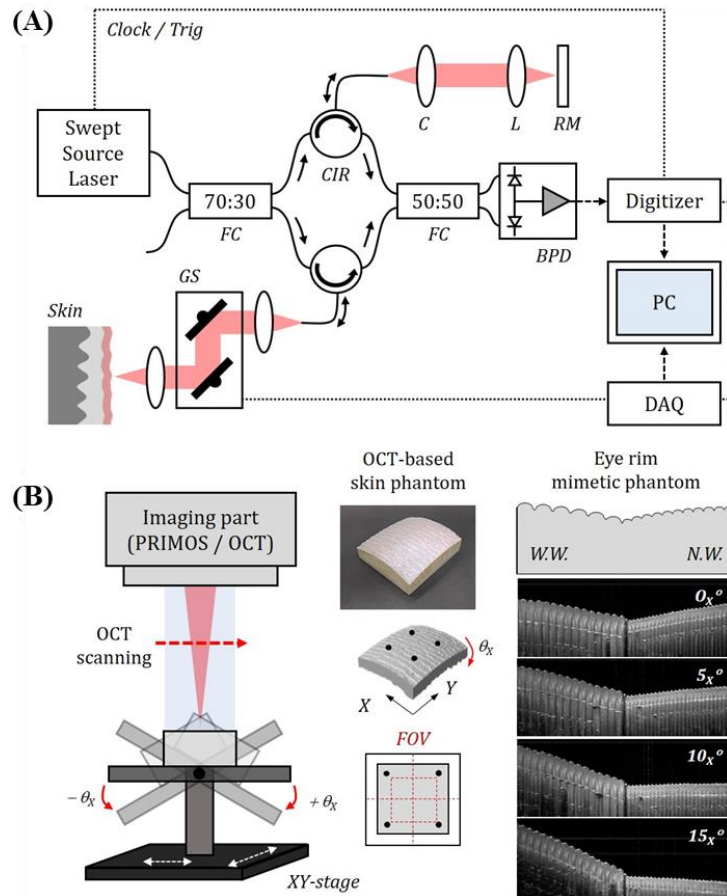 (A)
Clock / Trig
Swept
Source
Laser
70:30
FC
CIR
C
L
RM
50:50
FC
BPD
Digitizer
PC
DAQ
GS
Skin
(B)
Imaging part
(PRIMOS / OCT)
OCT
scanning
− θX
+ θX
XY-stage
OCT-based
skin phantom
θX
X
Y
FOV
Eye rim
mimetic phantom
W.W.
N.W.
0X°
5X°
10X°
15X°